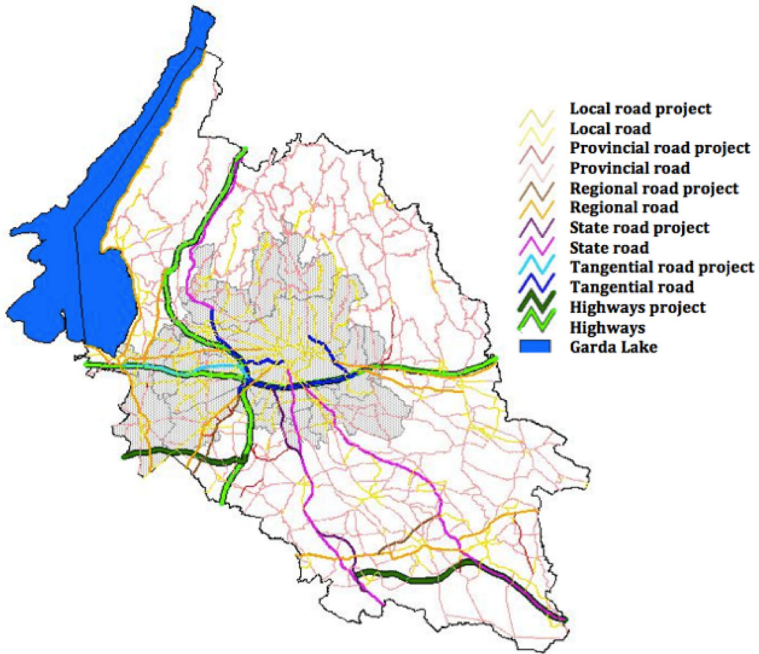 Local road project
Local road
Provincial road project
Provincial road
Regional road project
Regional road
State road project
State road
Tangential road project
Tangential road
Highways project
Highways
Garda Lake